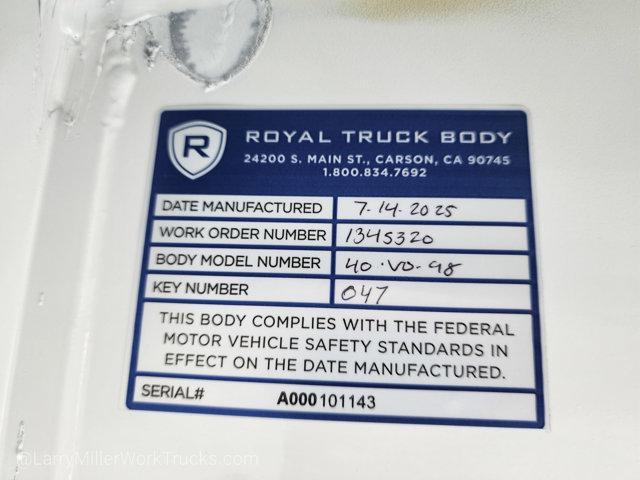 R
ROYAL TRUCK BODY
24200 S. MAIN ST., CARSON, CA 90745
1.800.834.7692
DATE MANUFACTURED 7-14-2025
WORK ORDER NUMBER 1345320
BODY MODEL NUMBER 40-VO-98
KEY NUMBER 047
THIS BODY COMPLIES WITH THE FEDERAL
MOTOR VEHICLE SAFETY STANDARDS IN
EFFECT ON THE DATE MANUFACTURED.
SERIAL# A000101143
@LarryMillerWorkTrucks.com